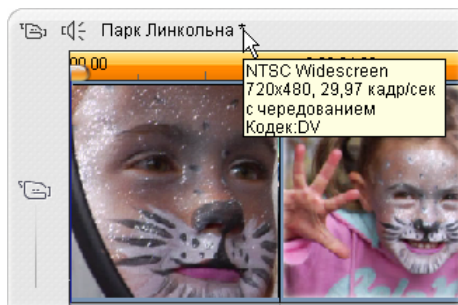 Парк Линкольна *
00.00
NTSC Widescreen
720x480, 29,97 кадр/сек
с чередованием
Кодек:DV